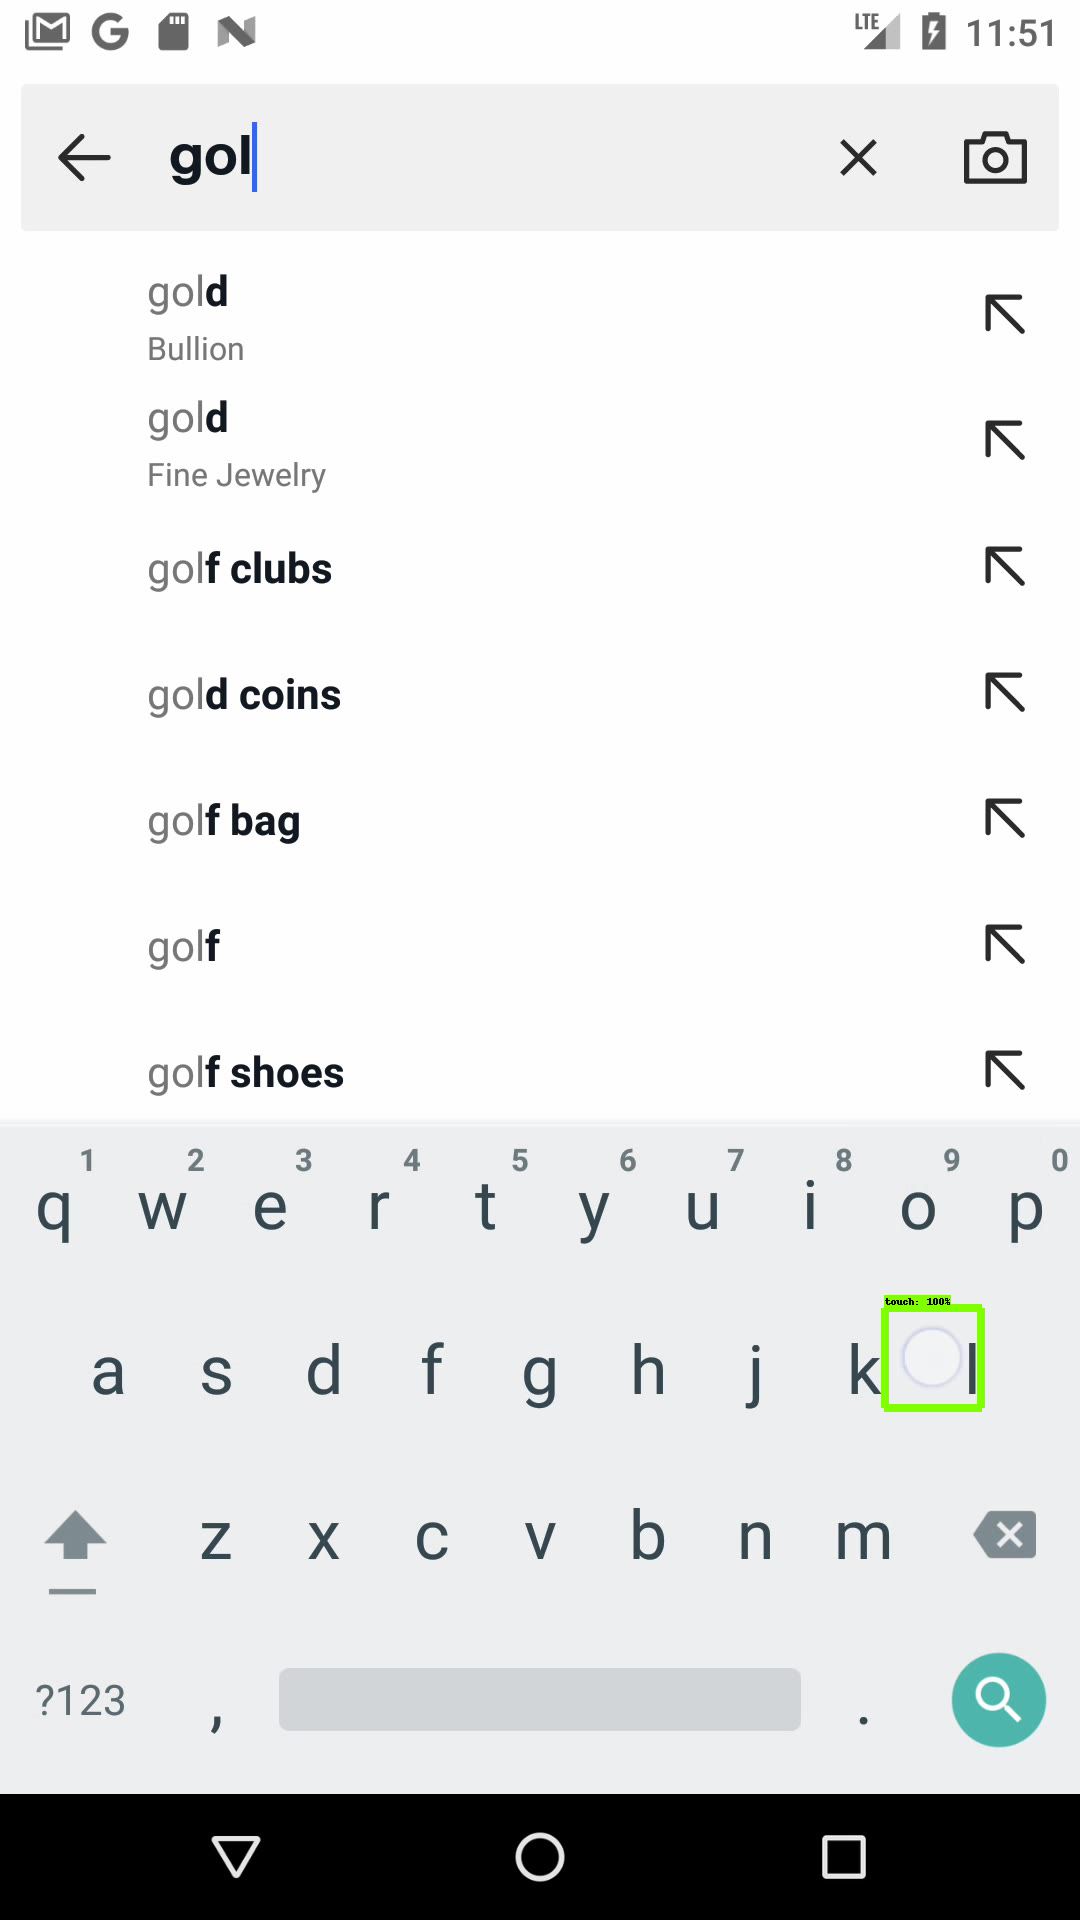 LTE 11:51
gol
gold
Bullion
gold
Fine Jewelry
golf clubs
gold coins
golf bag
golf
golf shoes
1 2 3 4 5 6 7 8 9 0
q w e r t y u i o p
touch: 100%
a s d f g h j k l
z x c v b n m
?123 , .